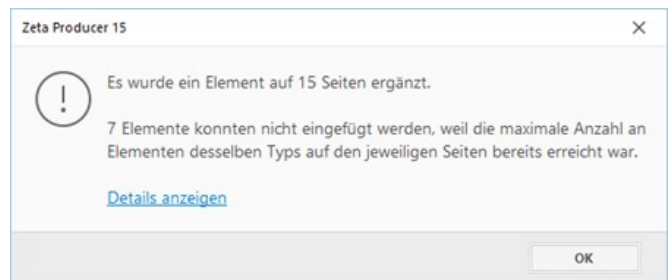 Zeta Producer 15
Es wurde ein Element auf 15 Seiten ergänzt.
7 Elemente konnten nicht eingefügt werden, weil die maximale Anzahl an
Elementen desselben Typs auf den jeweiligen Seiten bereits erreicht war.
Details anzeigen
OK